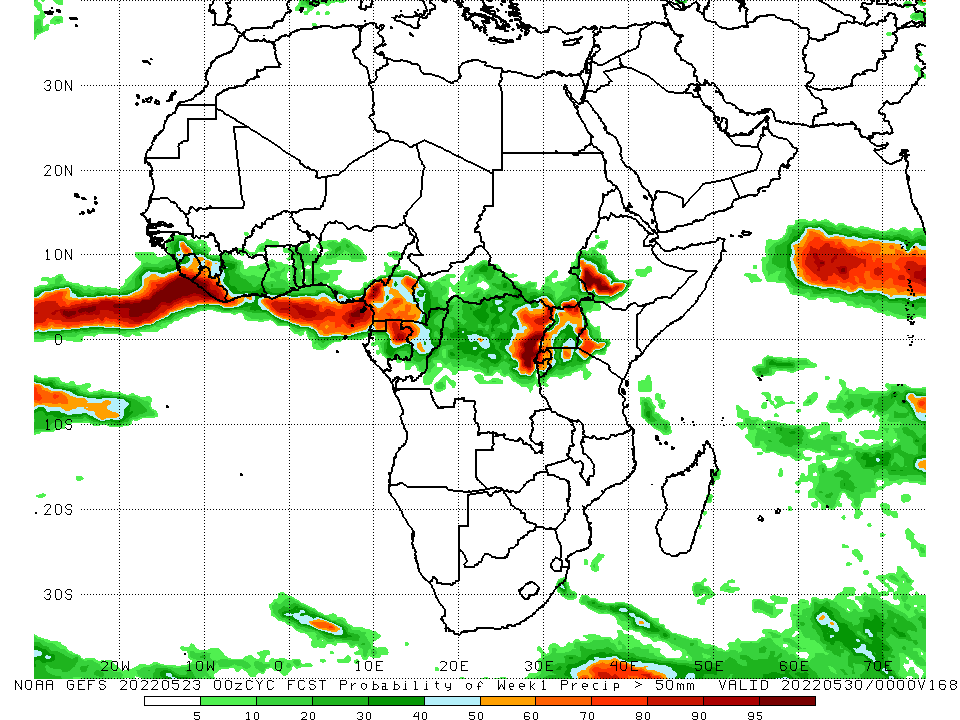 30N
20N
10N
0
10S
20S
30S
20W 10W 0 10E 20E 30E 40E 50E 60E 70E
NOAA GEFS 20220523 00zCYC FCST Probability of Week1 Precip > 50mm VALID 20220530/0000V168
5 10 20 30 40 50 60 70 80 90 95